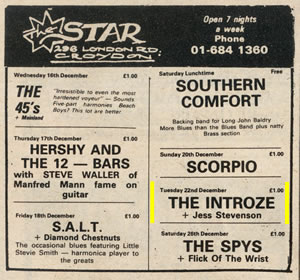 the STAR
296 LONDON RD.
CROYDON
Open 7 nights
a week
Phone
01-684 1360
Wednesday 16th December £1.00
THE
45's
+ Mainland
"Irresistible to even the most
hardened voyeur" — Sounds
Five-part harmonies Beach
Boys? This lot are better
Thursday 17th December £1.00
HERSHY AND
THE 12 — BARS
with STEVE WALLER of
Manfred Mann fame on
guitar
Friday 18th December £1.00
S.A.L.T.
+ Diamond Chestnuts
The occasional blues featuring Little
Stevie Smith — harmonica player to
the greats
Saturday Lunchtime Free
SOUTHERN
COMFORT
Backing band for Long John Baldry
More Blues than the Blues Band plus natty
Brass section
Sunday 20th December £1.00
SCORPIO
Tuesday 22nd December £1.00
THE INTROZE
+ Jess Stevenson
Saturday 26th December £1.00
THE SPYS
+ Flick Of The Wrist